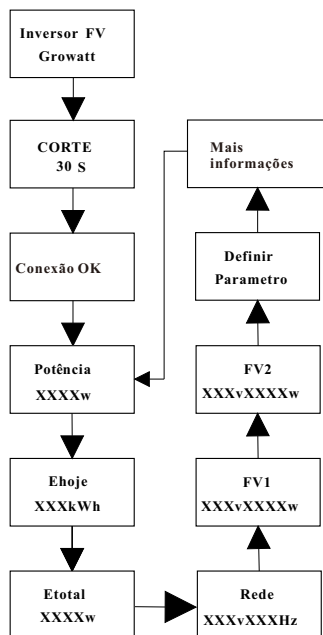 Inversor FV
Growatt
CORTE
30 S
Conexão OK
Potência
XXXXw
Ehoje
XXXkWh
Etotal
XXXXw
Rede
XXXvXXXHz
FV1
XXXvXXXXw
FV2
XXXvXXXXw
Definir
Parametro
Mais
informações